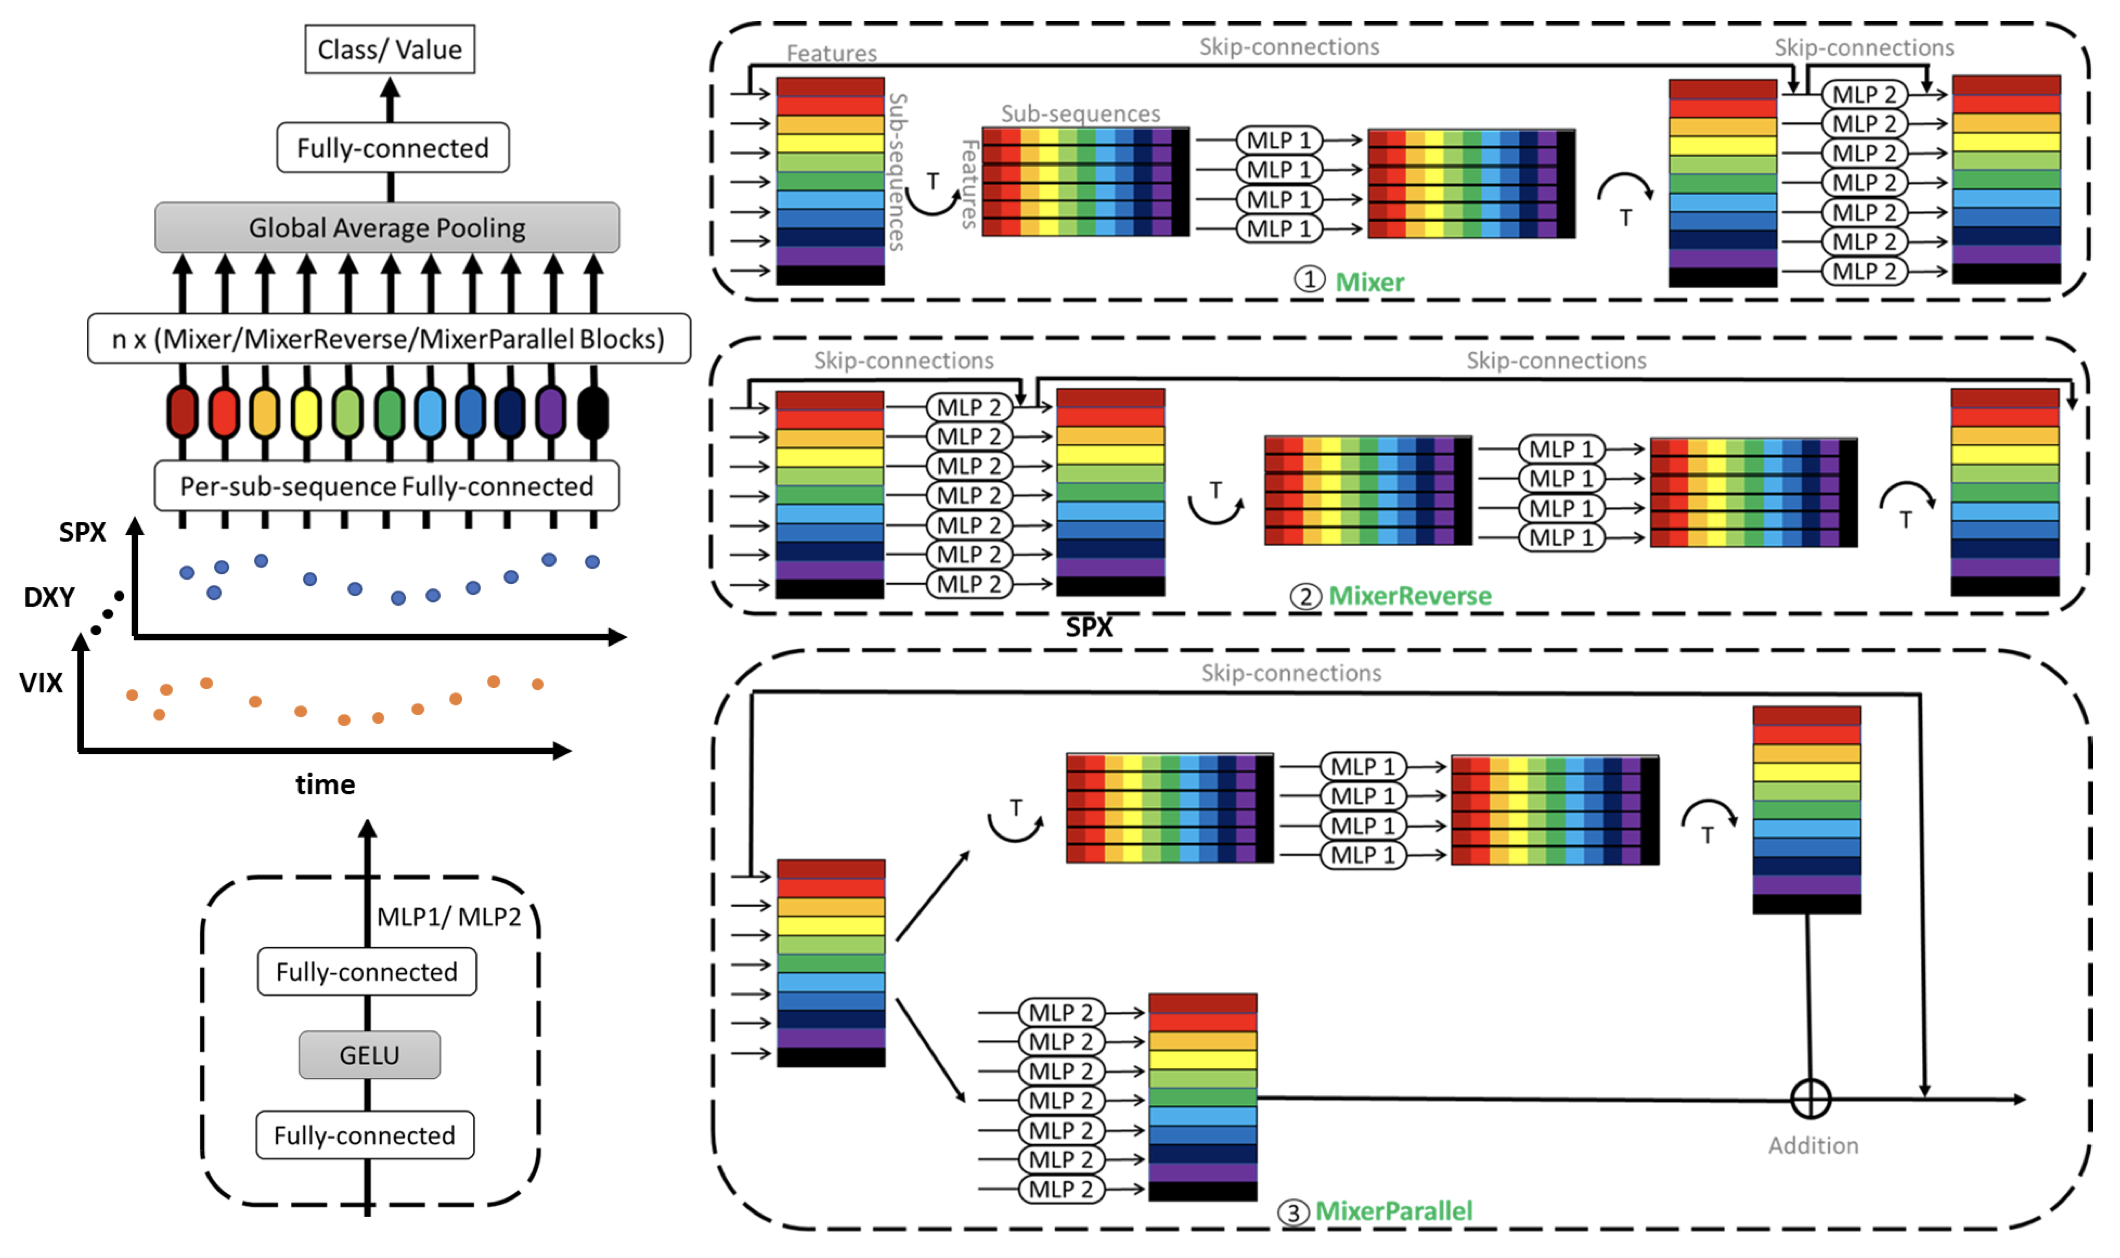 Class/ Value
Fully-connected
Global Average Pooling
n x (Mixer/MixerReverse/MixerParallel Blocks)
Per-sub-sequence Fully-connected
SPX
DXY
VIX
time
MLP1/ MLP2
Fully-connected
GELU
Fully-connected
Features
Skip-connections
Skip-connections
Sub-sequences
T
Features
Sub-sequences
MLP 1
MLP 1
MLP 1
MLP 1
T
MLP 2
MLP 2
MLP 2
MLP 2
MLP 2
MLP 2
MLP 2
1 Mixer
Skip-connections
Skip-connections
MLP 2
MLP 2
MLP 2
MLP 2
MLP 2
MLP 2
MLP 2
T
MLP 1
MLP 1
MLP 1
MLP 1
T
2 MixerReverse
SPX
Skip-connections
T
MLP 1
MLP 1
MLP 1
MLP 1
T
MLP 2
MLP 2
MLP 2
MLP 2
MLP 2
MLP 2
MLP 2
Addition
3 MixerParallel